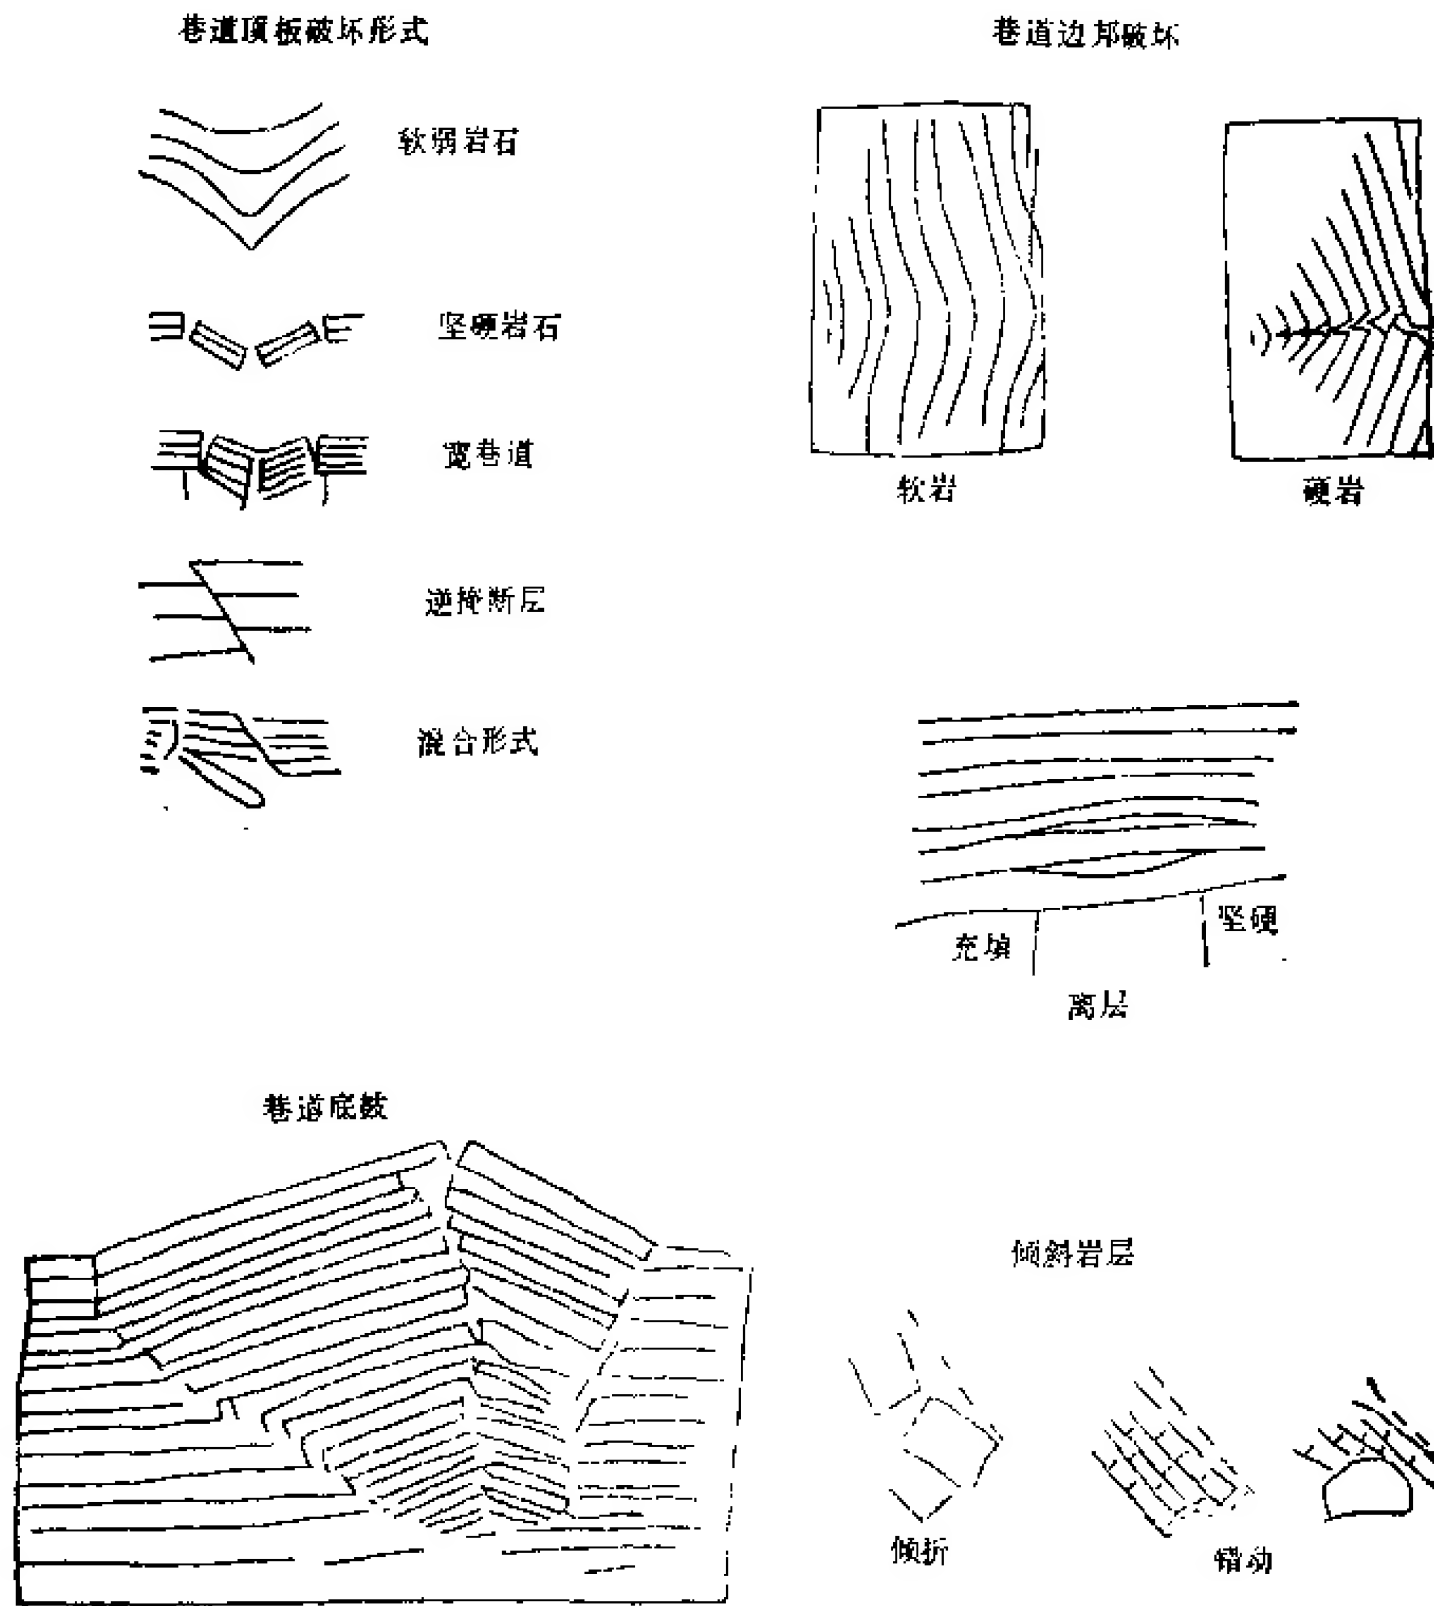 巷道顶板破坏形式
软弱岩石
坚硬岩石
宽巷道
逆掩断层
混合形式
巷道边邦破坏
软岩
硬岩
充填
坚硬
离层
巷道底鼓
倾斜岩层
倾折
错动